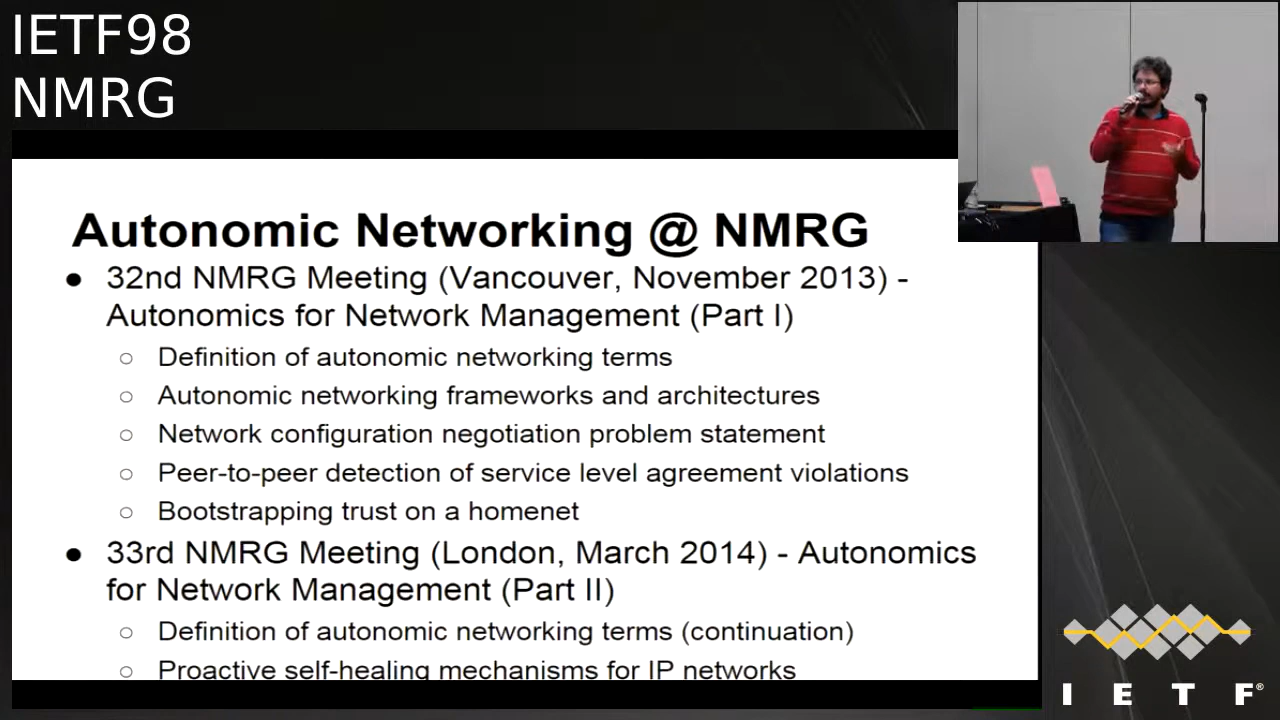 IETF98
NMRG
Autonomic Networking @ NMRG
● 32nd NMRG Meeting (Vancouver, November 2013) -
Autonomics for Network Management (Part I)
○ Definition of autonomic networking terms
○ Autonomic networking frameworks and architectures
○ Network configuration negotiation problem statement
○ Peer-to-peer detection of service level agreement violations
○ Bootstrapping trust on a homenet
● 33rd NMRG Meeting (London, March 2014) - Autonomics
for Network Management (Part II)
○ Definition of autonomic networking terms (continuation)
○ Proactive self-healing mechanisms for IP networks
I E T F®